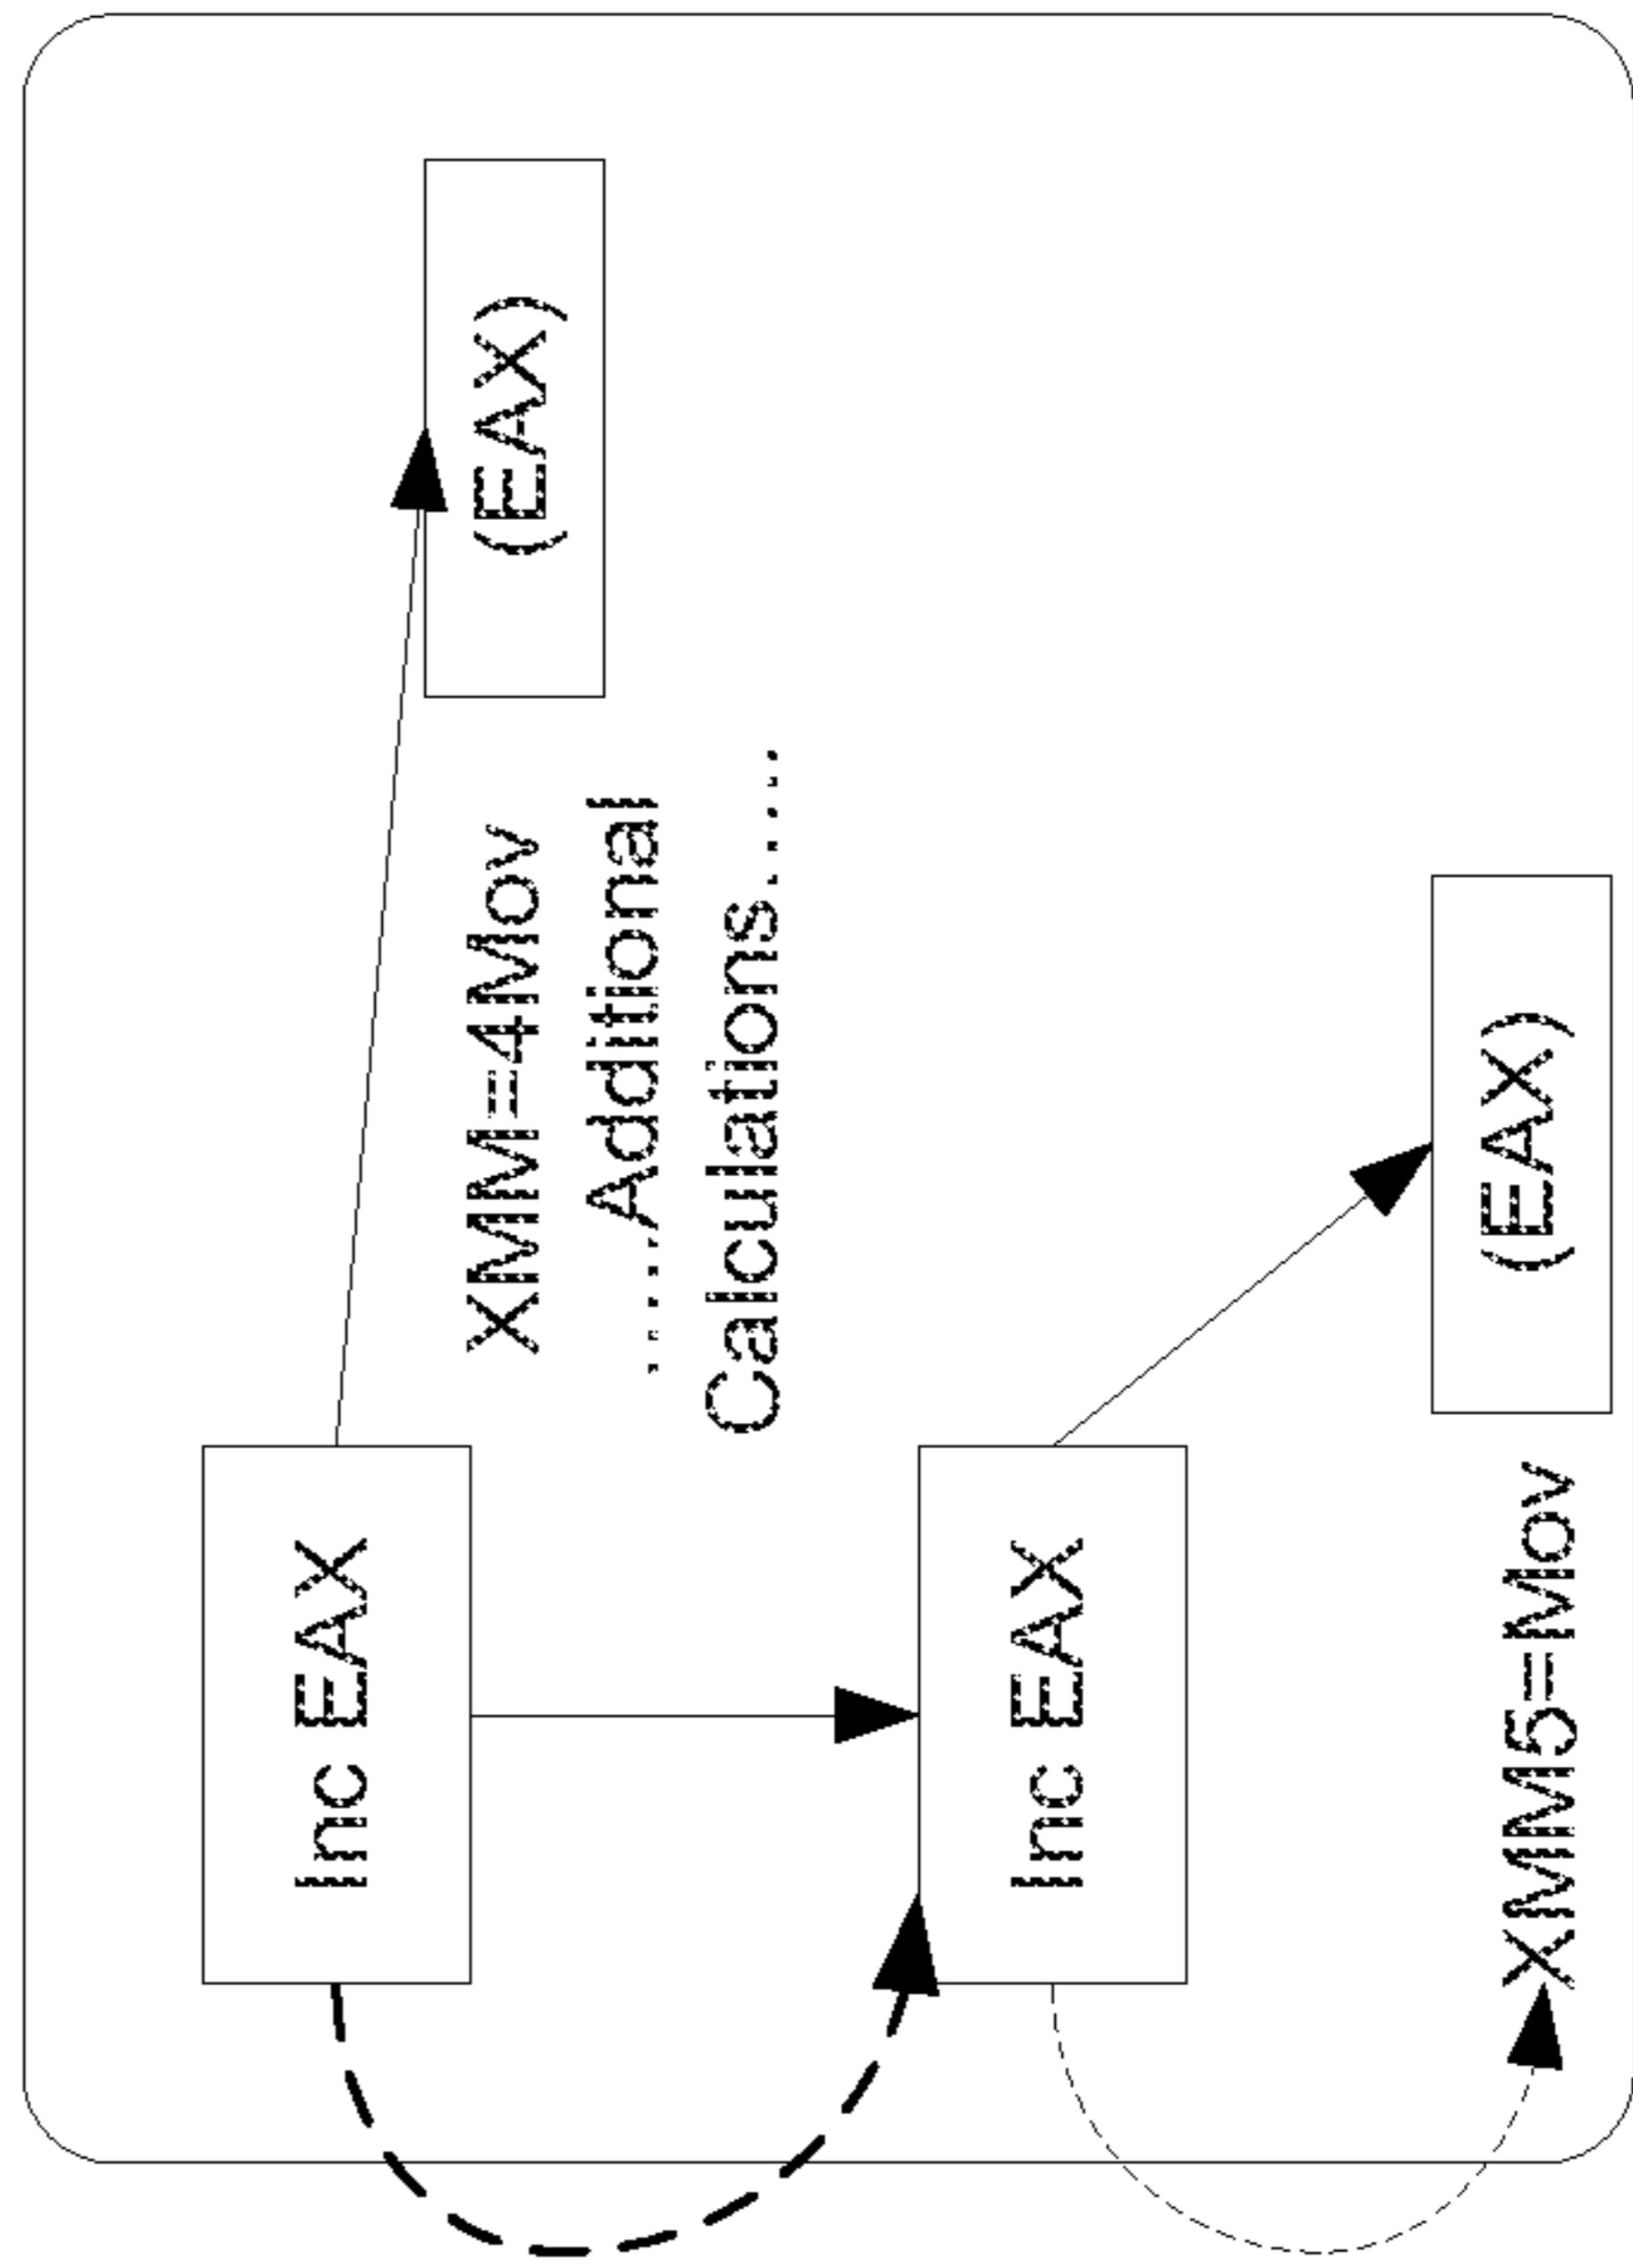 Inc EAX
XMM=4Mov (EAX)
.....Additional
Calculations.....
Inc EAX
XMM5=Mov (EAX)